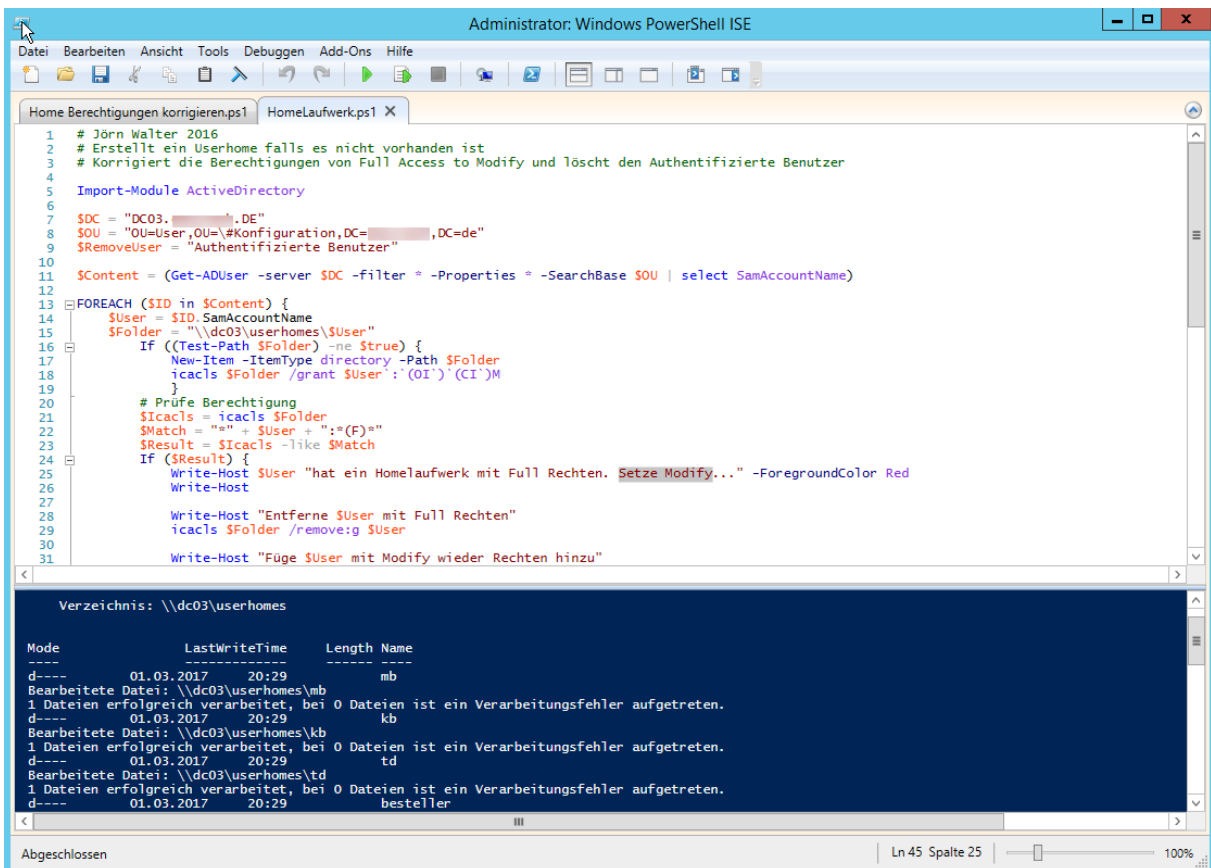 Administrator: Windows PowerShell ISE
Datei Bearbeiten Ansicht Tools Debuggen Add-Ons Hilfe
Home Berechtigungen korrigieren.ps1 HomeLaufwerk.ps1 X
1 # Jörn Walter 2016
2 # Erstellt ein Userhome falls es nicht vorhanden ist
3 # Korrigiert die Berechtigungen von Full Access to Modify und löscht den Authentifizierte Benutzer
4
5 Import-Module ActiveDirectory
6
7 $DC = "DC03. .DE"
8 $OU = "OU=User,OU=\#Konfiguration,DC= ,DC=de"
9 $RemoveUser = "Authentifizierte Benutzer"
10
11 $Content = (Get-ADUser -server $DC -filter * -Properties * -SearchBase $OU | select SamAccountName)
12
13 FOREACH ($ID in $Content) {
14 $User = $ID.SamAccountName
15 $Folder = "\\dc03\userhomes\$User"
16 If ((Test-Path $Folder) -ne $true) {
17 New-Item -ItemType directory -Path $Folder
18 icacls $Folder /grant $User`:`(OI`)`(CI`)M
19 }
20 # Prüfe Berechtigung
21 $Icacls = icacls $Folder
22 $Match = "*" + $User + ":*(F)*"
23 $Result = $Icacls -like $Match
24 If ($Result) {
25 Write-Host $User "hat ein Homelaufwerk mit Full Rechten. Setze Modify..." -ForegroundColor Red
26 Write-Host
27
28 Write-Host "Entferne $User mit Full Rechten"
29 icacls $Folder /remove:g $User
30
31 Write-Host "Füge $User mit Modify wieder Rechten hinzu"
Verzeichnis: \\dc03\userhomes
Mode LastWriteTime Length Name
---- ------------- ------ ----
d---- 01.03.2017 20:29 mb
Bearbeitete Datei: \\dc03\userhomes\mb
1 Dateien erfolgreich verarbeitet, bei 0 Dateien ist ein Verarbeitungsfehler aufgetreten.
d---- 01.03.2017 20:29 kb
Bearbeitete Datei: \\dc03\userhomes\kb
1 Dateien erfolgreich verarbeitet, bei 0 Dateien ist ein Verarbeitungsfehler aufgetreten.
d---- 01.03.2017 20:29 td
Bearbeitete Datei: \\dc03\userhomes\td
1 Dateien erfolgreich verarbeitet, bei 0 Dateien ist ein Verarbeitungsfehler aufgetreten.
d---- 01.03.2017 20:29 besteller
Abgeschlossen Ln 45 Spalte 25 100%